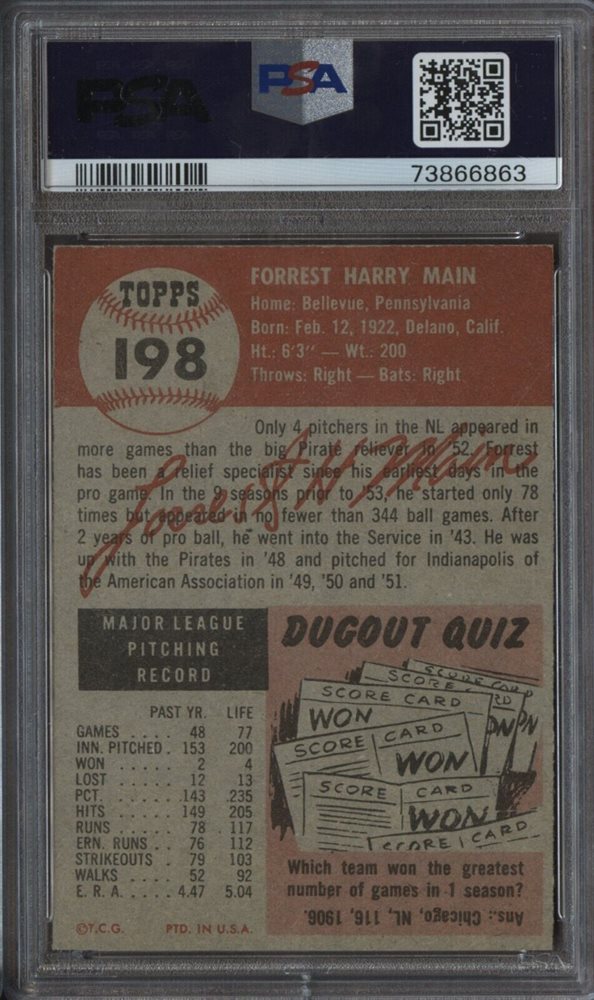 PSA
PSA
73866863
TOPPS
198
FORREST HARRY MAIN
Home: Bellevue, Pennsylvania
Born: Feb. 12, 1922, Delano, Calif.
Ht.: 6'3" — Wt.: 200
Throws: Right — Bats: Right
Only 4 pitchers in the NL appeared in
more games than the big Pirate reliever in '52. Forrest
has been a relief specialist since his earliest days in the
pro game. In the 9 seasons prior to '53, he started only 78
times but appeared in no fewer than 344 ball games. After
2 years of pro ball, he went into the Service in '43. He was
up with the Pirates in '48 and pitched for Indianapolis of
the American Association in '49, '50 and '51.
Forrest H Main
MAJOR LEAGUE
PITCHING
RECORD
PAST YR. LIFE
GAMES .... 48 77
INN. PITCHED . 153 200
WON ..... 2 4
LOST ..... 12 13
PCT. ...... .143 .235
HITS ..... 149 205
RUNS ..... 78 117
ERN. RUNS .. 76 112
STRIKEOUTS . 79 103
WALKS .... 52 92
E. R. A. .... 4.47 5.04
©T.C.G. PTD. IN U.S.A.
DUGOUT QUIZ
SCORE CARD
SCORE
SCORE CARD
WON
SCORE CARD
WON
SCORE CARD
WON
SCORE CARD
Which team won the greatest
number of games in 1 season?
Ans.: Chicago, NL, 116, 1906.
PSA